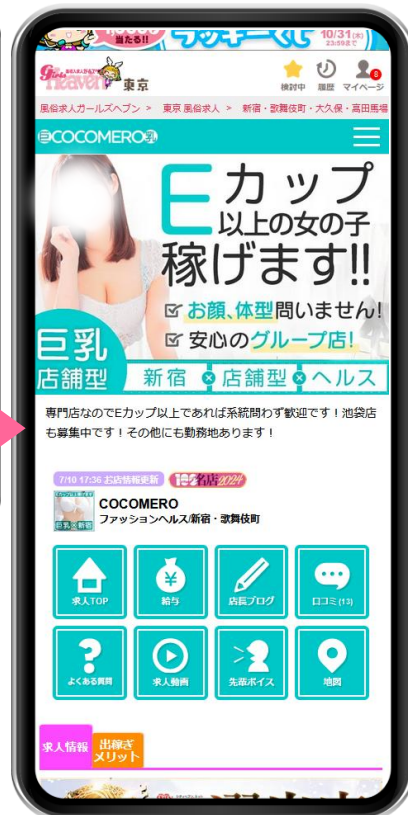 当たる!!
ラッキーくじ
10/31(木)
23:59まで
Girls
Heaven
東京
検討中
履歴
8
マイページ
風俗求人ガールズヘブン > 東京 風俗求人 > 新宿・歌舞伎町・大久保・高田馬場
COCOMERO
Eカップ
以上の女の子
稼げます!!
お顔、体型問いません!
安心のグループ店!
巨乳
店舗型
新宿 店舗型 ヘルス
専門店なのでEカップ以上であれば系統問わず歓迎です！池袋店
も募集中です！その他にも勤務地あります！
7/10 17:36 お店情報更新
100名店2024
COCOMERO
ファッションヘルス/新宿・歌舞伎町
巨乳 新宿
求人TOP
給与
店長ブログ
口コミ(13)
よくある質問
求人動画
先輩ボイス
地図
求人情報
出稼ぎ
メリット